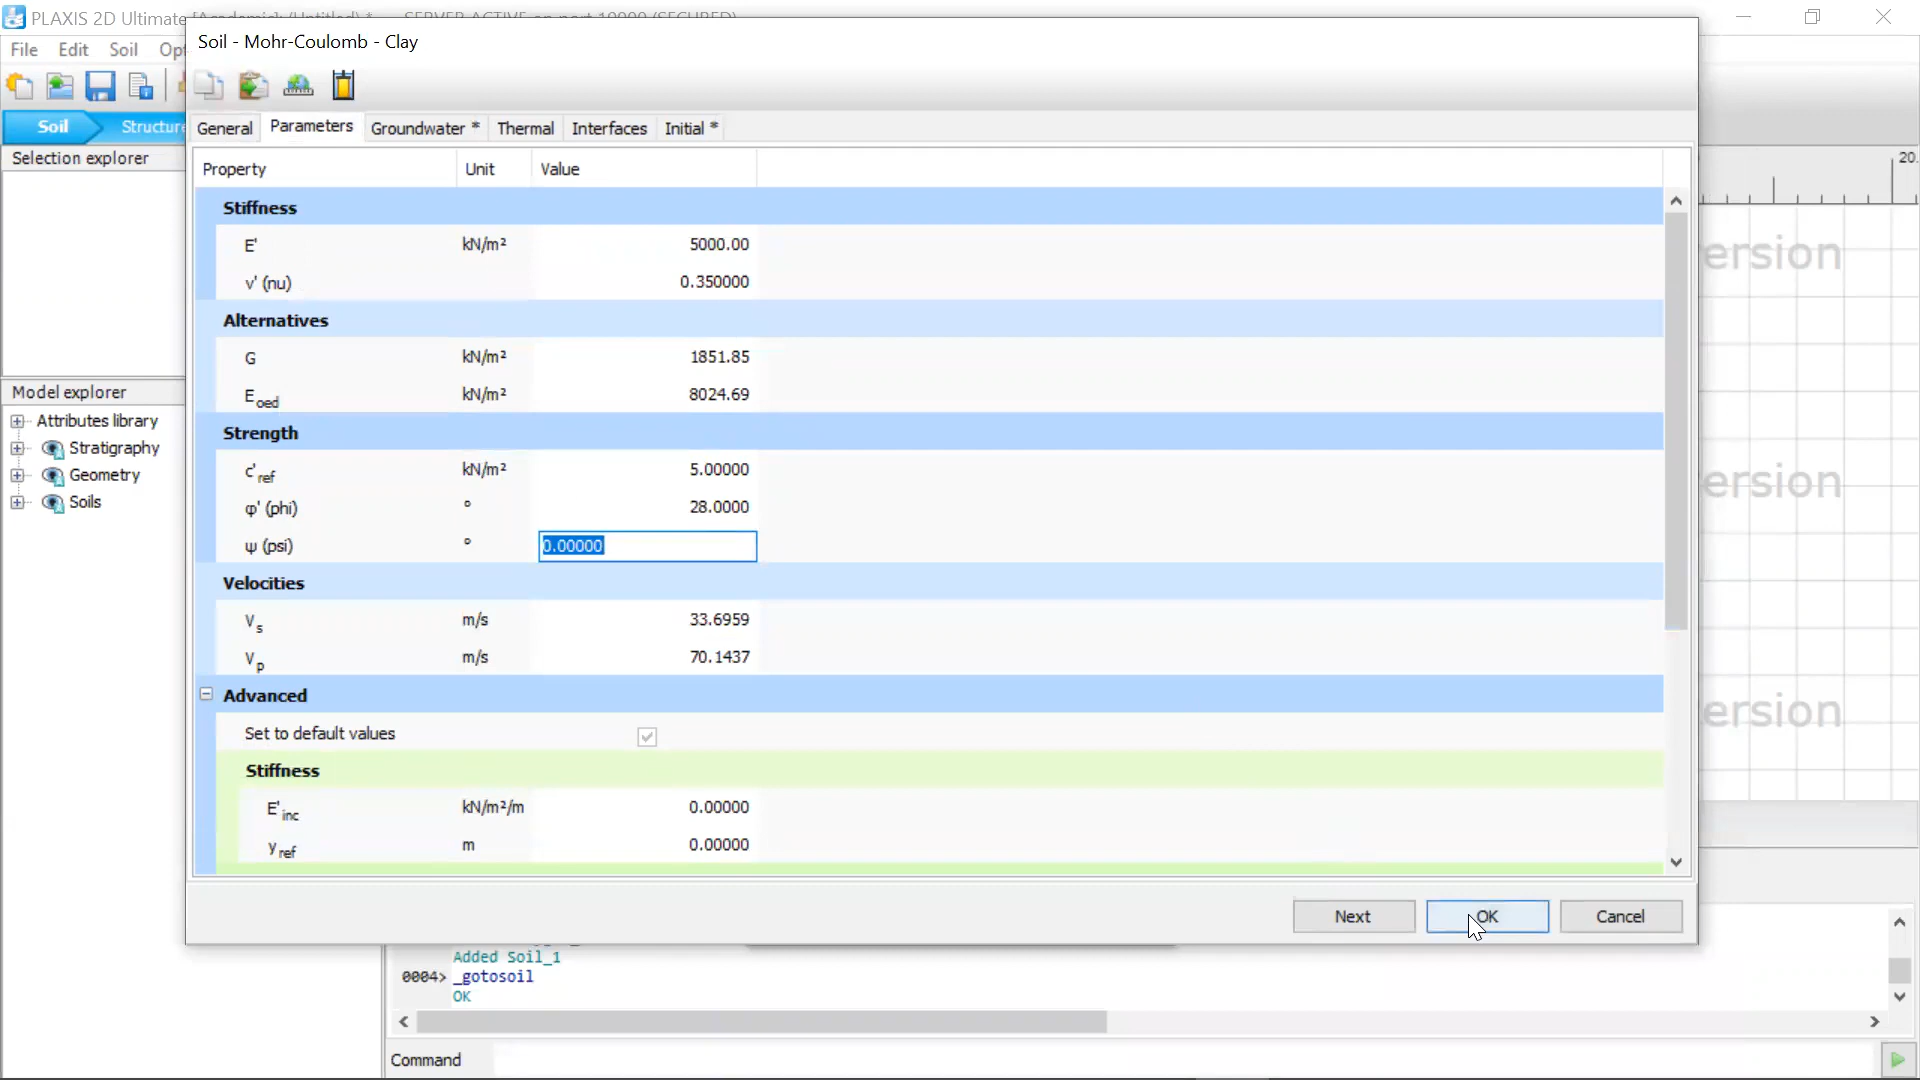 PLAXIS 2D Ultimate
Soil - Mohr-Coulomb - Clay
File Edit Soil
Soil
Structure
General Parameters Groundwater * Thermal Interfaces Initial *
Selection explorer
20.
Property Unit Value
Stiffness
E' kN/m² 5000.00
ν' (nu) 0.350000
Alternatives
G kN/m² 1851.85
E oed kN/m² 8024.69
Strength
c' ref kN/m² 5.00000
φ' (phi) ° 28.0000
ψ (psi) ° 0.00000
Velocities
V s m/s 33.6959
V p m/s 70.1437
Advanced
Set to default values
Stiffness
E' inc kN/m²/m 0.00000
y ref m 0.00000
Model explorer
Attributes library
Stratigraphy
Geometry
Soils
ersion
ersion
ersion
Next OK Cancel
Added Soil_1
0004> _gotosoil
OK
Command